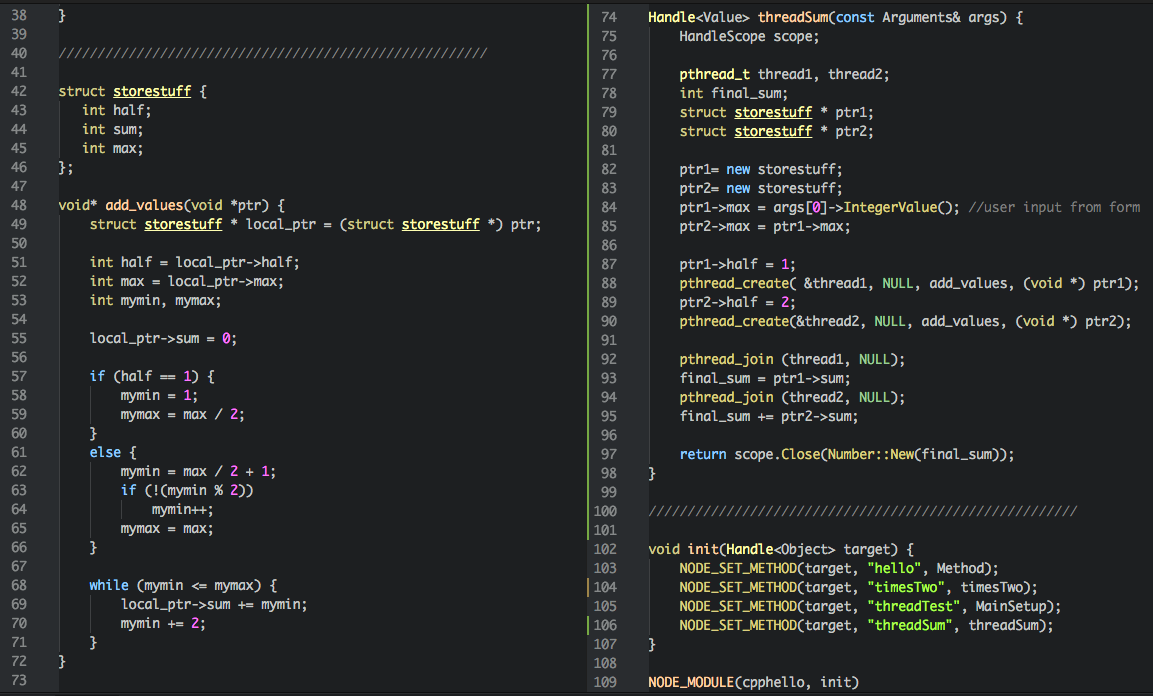 38 }
39
40 ///////////////////////////////////////////////////////
41
42 struct storestuff {
43 int half;
44 int sum;
45 int max;
46 };
47
48 void* add_values(void *ptr) {
49 struct storestuff * local_ptr = (struct storestuff *) ptr;
50
51 int half = local_ptr->half;
52 int max = local_ptr->max;
53 int mymin, mymax;
54
55 local_ptr->sum = 0;
56
57 if (half == 1) {
58 mymin = 1;
59 mymax = max / 2;
60 }
61 else {
62 mymin = max / 2 + 1;
63 if (!(mymin % 2))
64 mymin++;
65 mymax = max;
66 }
67
68 while (mymin <= mymax) {
69 local_ptr->sum += mymin;
70 mymin += 2;
71 }
72 }
73
74 Handle<Value> threadSum(const Arguments& args) {
75 HandleScope scope;
76
77 pthread_t thread1, thread2;
78 int final_sum;
79 struct storestuff * ptr1;
80 struct storestuff * ptr2;
81
82 ptr1= new storestuff;
83 ptr2= new storestuff;
84 ptr1->max = args[0]->IntegerValue(); //user input from form
85 ptr2->max = ptr1->max;
86
87 ptr1->half = 1;
88 pthread_create( &thread1, NULL, add_values, (void *) ptr1);
89 ptr2->half = 2;
90 pthread_create(&thread2, NULL, add_values, (void *) ptr2);
91
92 pthread_join (thread1, NULL);
93 final_sum = ptr1->sum;
94 pthread_join (thread2, NULL);
95 final_sum += ptr2->sum;
96
97 return scope.Close(Number::New(final_sum));
98 }
99
100 ///////////////////////////////////////////////////////
101
102 void init(Handle<Object> target) {
103 NODE_SET_METHOD(target, "hello", Method);
104 NODE_SET_METHOD(target, "timesTwo", timesTwo);
105 NODE_SET_METHOD(target, "threadTest", MainSetup);
106 NODE_SET_METHOD(target, "threadSum", threadSum);
107 }
108
109 NODE_MODULE(cpphello, init)